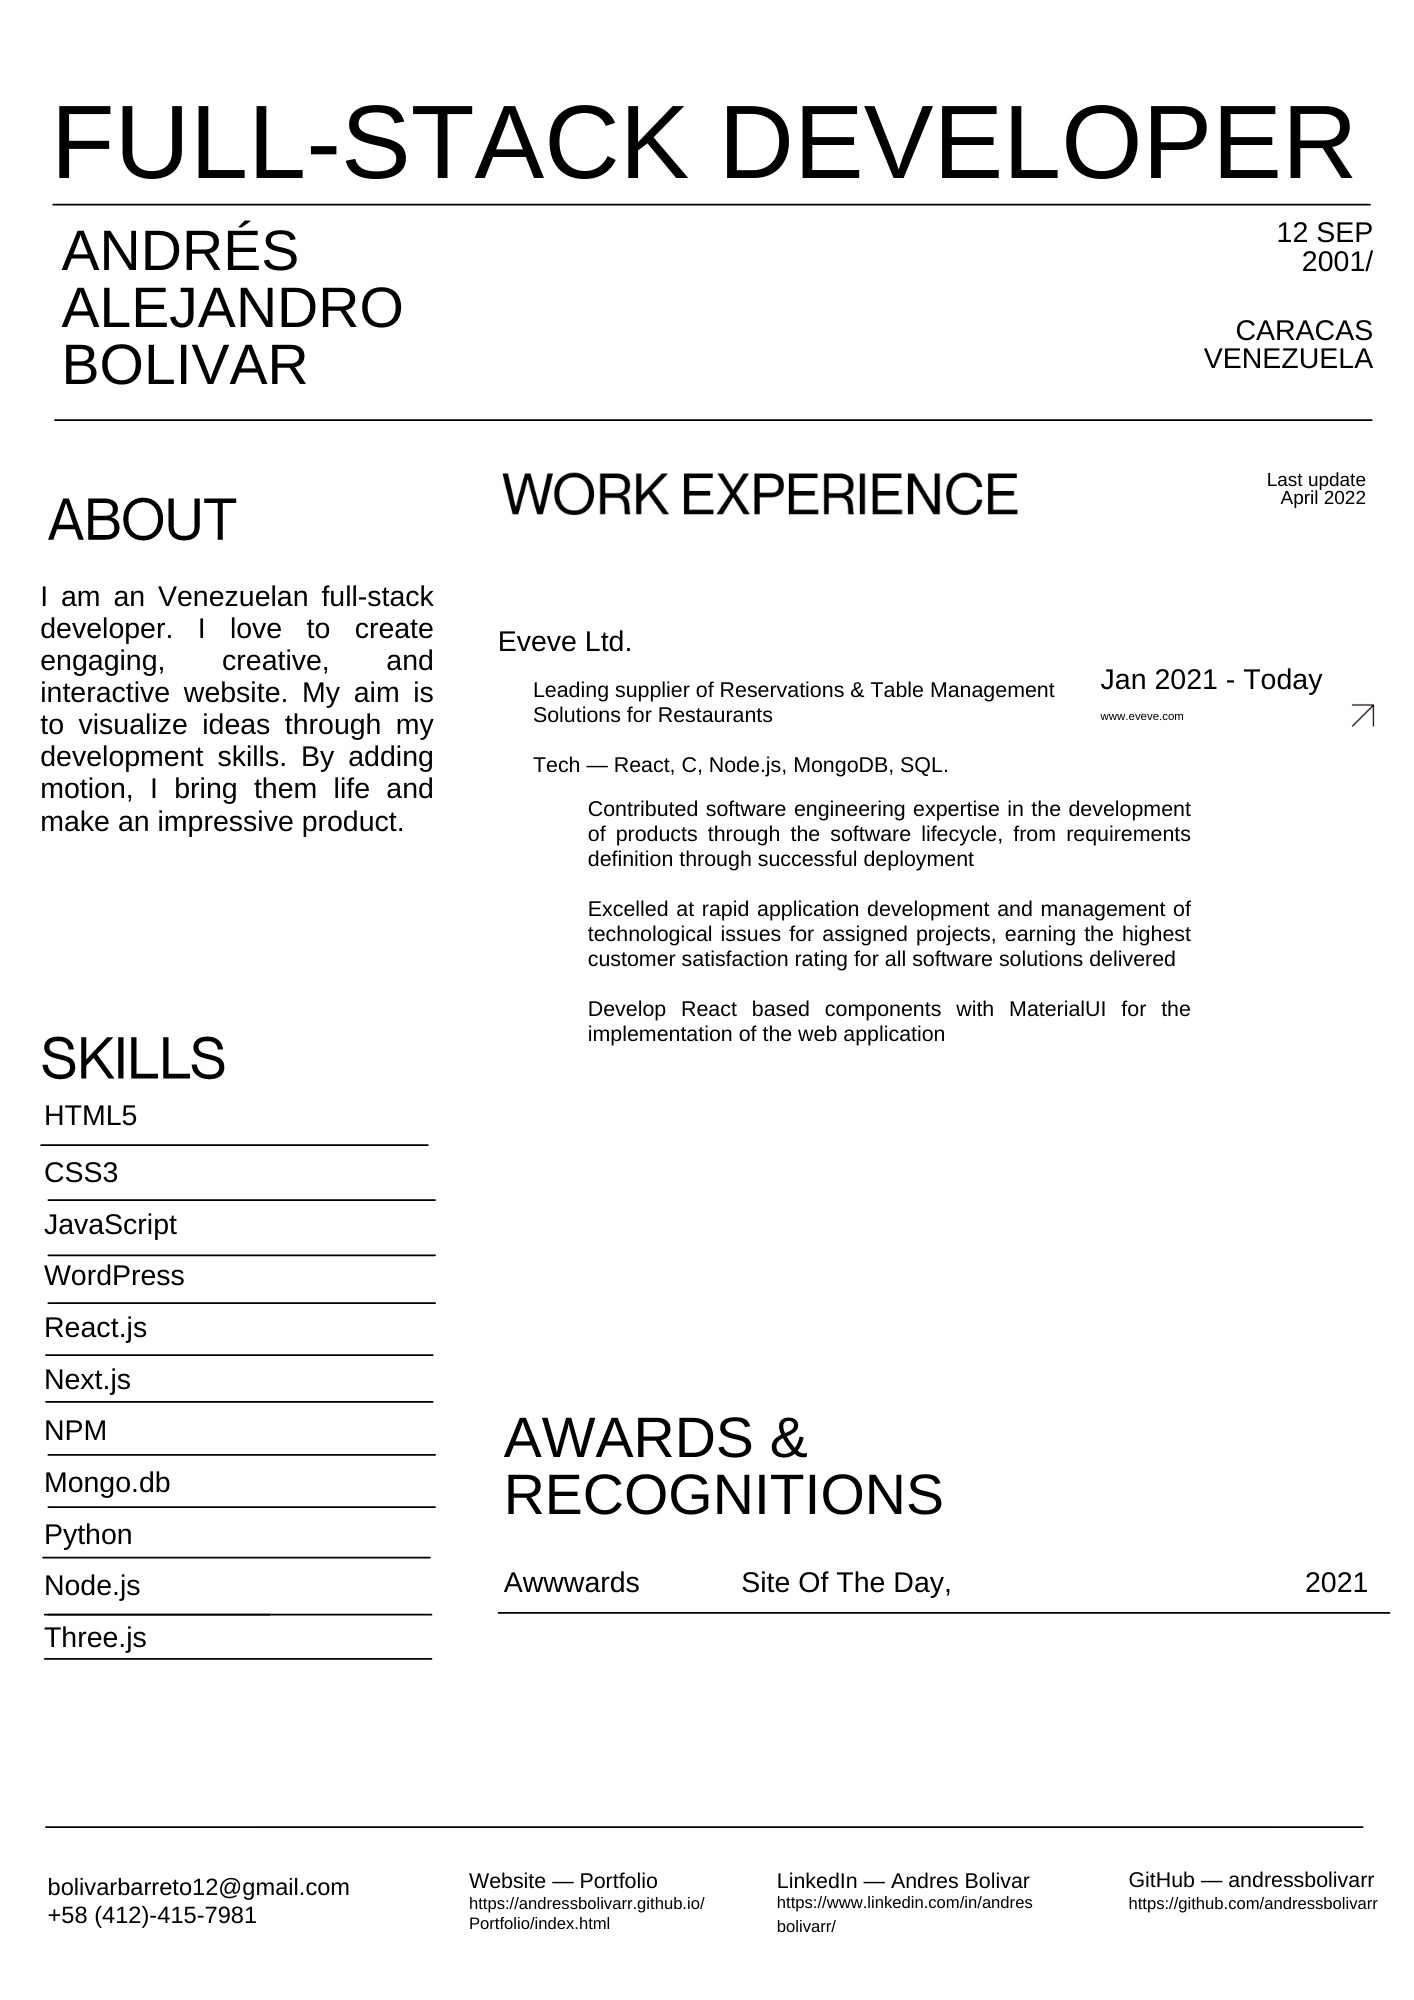 FULL-STACK DEVELOPER
ANDRÉS
ALEJANDRO
BOLIVAR
12 SEP
2001/
CARACAS
VENEZUELA
ABOUT
I am an Venezuelan full-stack
developer. I love to create
engaging, creative, and
interactive website. My aim is
to visualize ideas through my
development skills. By adding
motion, I bring them life and
make an impressive product.
SKILLS
HTML5
CSS3
JavaScript
WordPress
React.js
Next.js
NPM
Mongo.db
Python
Node.js
Three.js
WORK EXPERIENCE
Last update
April 2022
Eveve Ltd.
Leading supplier of Reservations & Table Management
Solutions for Restaurants
Jan 2021 - Today
www.eveve.com
Tech — React, C, Node.js, MongoDB, SQL.
Contributed software engineering expertise in the development
of products through the software lifecycle, from requirements
definition through successful deployment
Excelled at rapid application development and management of
technological issues for assigned projects, earning the highest
customer satisfaction rating for all software solutions delivered
Develop React based components with MaterialUI for the
implementation of the web application
AWARDS &
RECOGNITIONS
Awwwards Site Of The Day, 2021
bolivarbarreto12@gmail.com
+58 (412)-415-7981
Website — Portfolio
https://andressbolivarr.github.io/
Portfolio/index.html
LinkedIn — Andres Bolivar
https://www.linkedin.com/in/andres
bolivarr/
GitHub — andressbolivarr
https://github.com/andressbolivarr